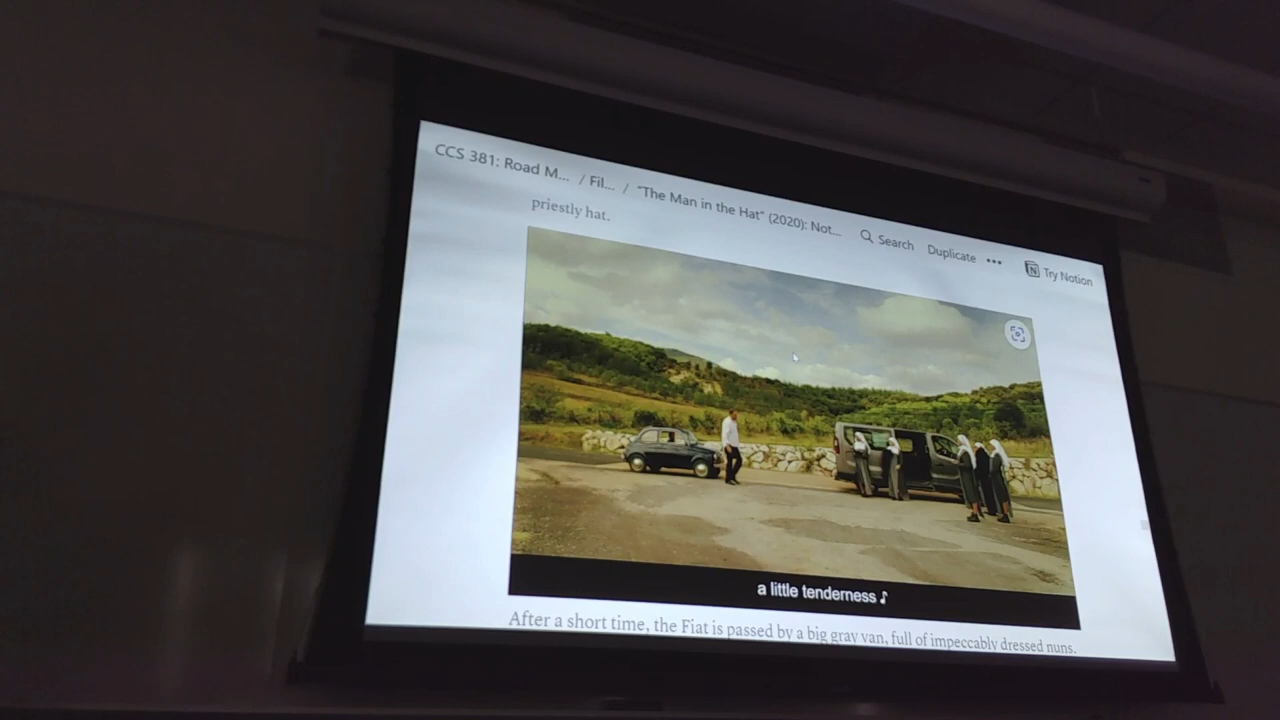 CCS 381: Road M... / Fil... / "The Man in the Hat" (2020): Not... Search Duplicate ••• Try Notion
priestly hat.
a little tenderness ♪
After a short time, the Fiat is passed by a big gray van, full of impeccably dressed nuns.